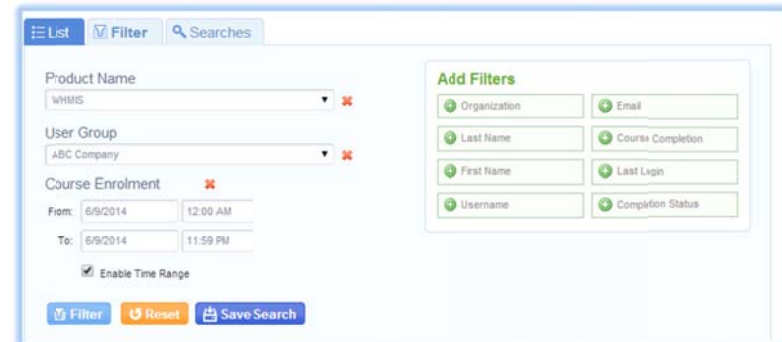 List Filter Searches
Product Name
WHMIS
User Group
ABC Company
Course Enrolment
From: 6/9/2014 12:00 AM
To: 6/9/2014 11:59 PM
Enable Time Range
Filter Reset Save Search
Add Filters
Organization Email
Last Name Course Completion
First Name Last Login
Username Completion Status